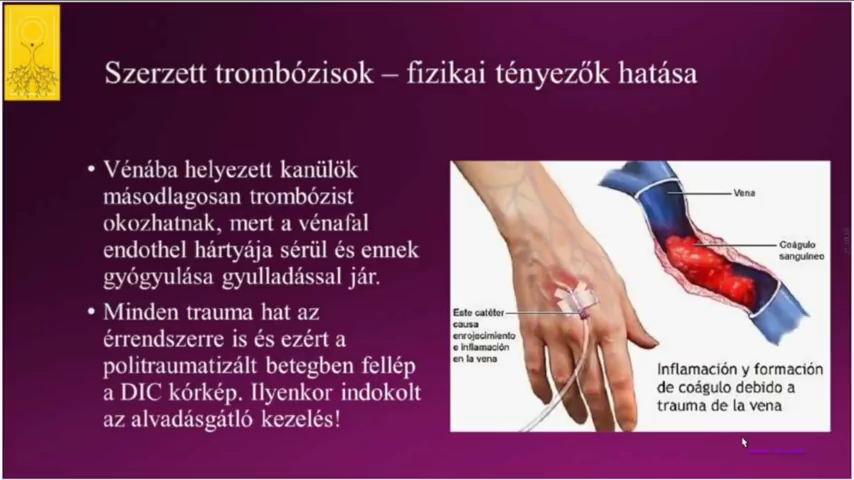 Szerzett trombózisok – fizikai tényezők hatása
• Vénába helyezett kanülök
másodlagosan trombózist
okozhatnak, mert a vénafal
endothel hártyája sérül és ennek
gyógyulása gyulladással jár.
• Minden trauma hat az
érrendszerre is és ezért a
politraumatizált betegben fellép
a DIC kórkép. Ilyenkor indokolt
az alvadásgátló kezelés!
Vena
Coágulo
sanguíneo
Este catéter
causa
enrojecimiento
e inflamación
en la vena
Inflamación y formación
de coágulo debido a
trauma de la vena